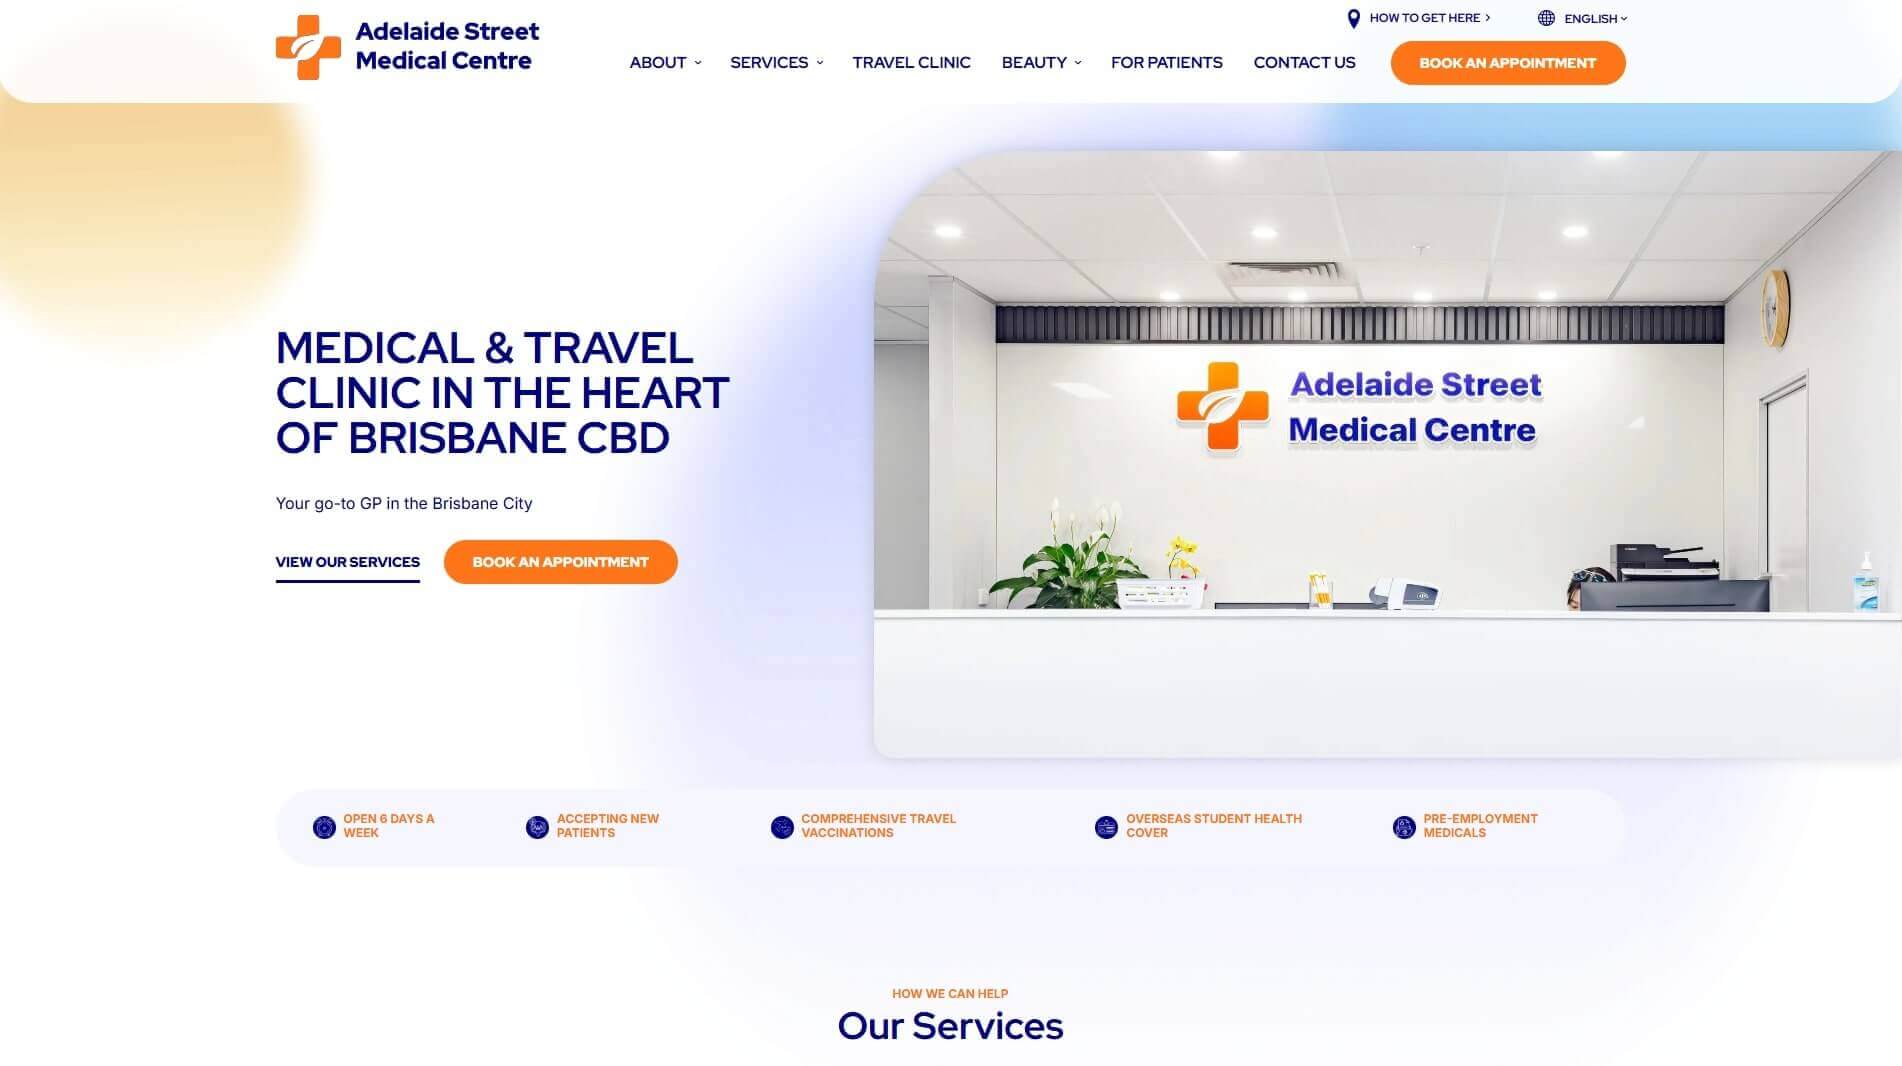 Adelaide Street
Medical Centre
HOW TO GET HERE
ENGLISH
ABOUT
SERVICES
TRAVEL CLINIC
BEAUTY
FOR PATIENTS
CONTACT US
BOOK AN APPOINTMENT
MEDICAL & TRAVEL
CLINIC IN THE HEART
OF BRISBANE CBD
Your go-to GP in the Brisbane City
VIEW OUR SERVICES
BOOK AN APPOINTMENT
Adelaide Street
Medical Centre
OPEN 6 DAYS A
WEEK
ACCEPTING NEW
PATIENTS
COMPREHENSIVE TRAVEL
VACCINATIONS
OVERSEAS STUDENT HEALTH
COVER
PRE-EMPLOYMENT
MEDICALS
HOW WE CAN HELP
Our Services